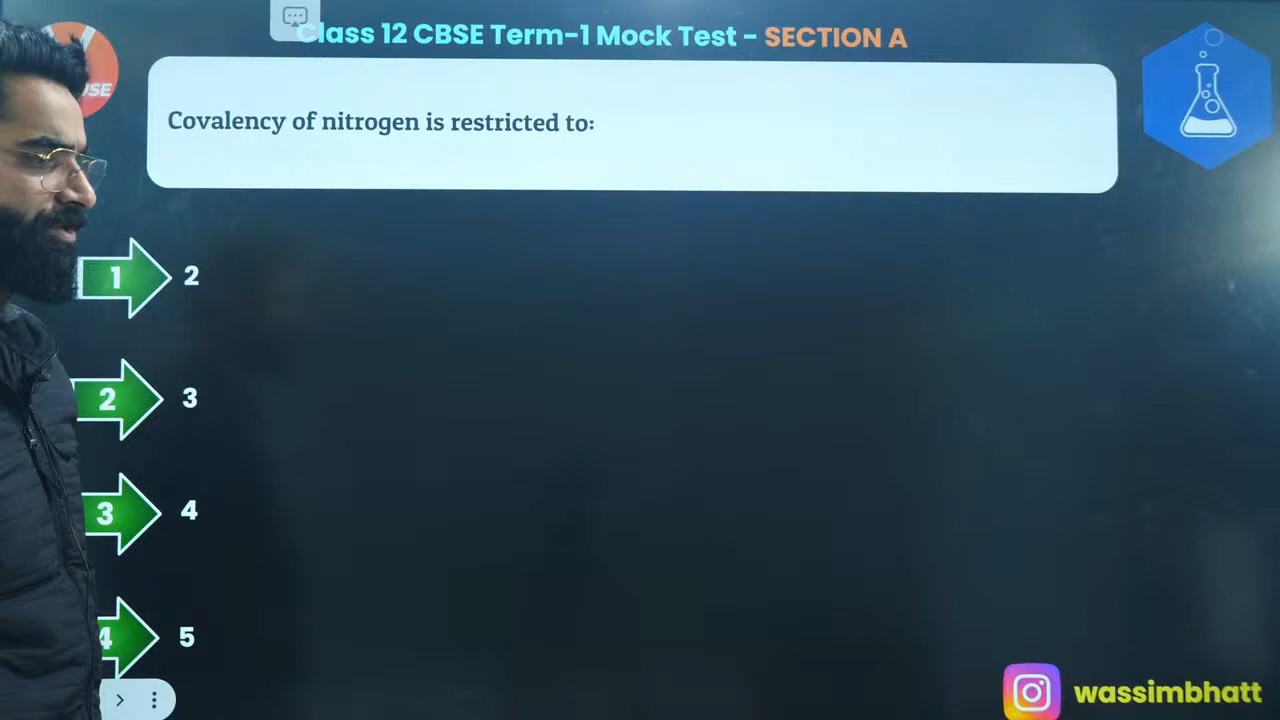 Class 12 CBSE Term-1 Mock Test - SECTION A
Covalency of nitrogen is restricted to:
1 2
2 3
3 4
4 5
wassimbhatt